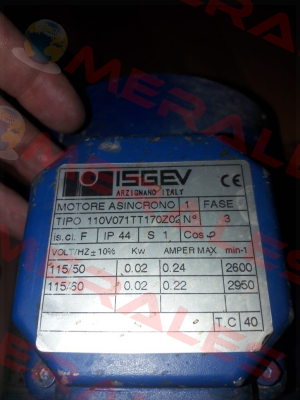 ISGEV
ARZIGNANO ITALY
CE
MOTORE ASINCRONO 1 FASE
TIPO 110V071TT170Z02 N° 3
is.cl. F IP 44 S 1 Cos φ
VOLT/HZ ± 10% Kw AMPER MAX min-1
115/50 0.02 0.24 2600
115/60 0.02 0.22 2950
T.C 40